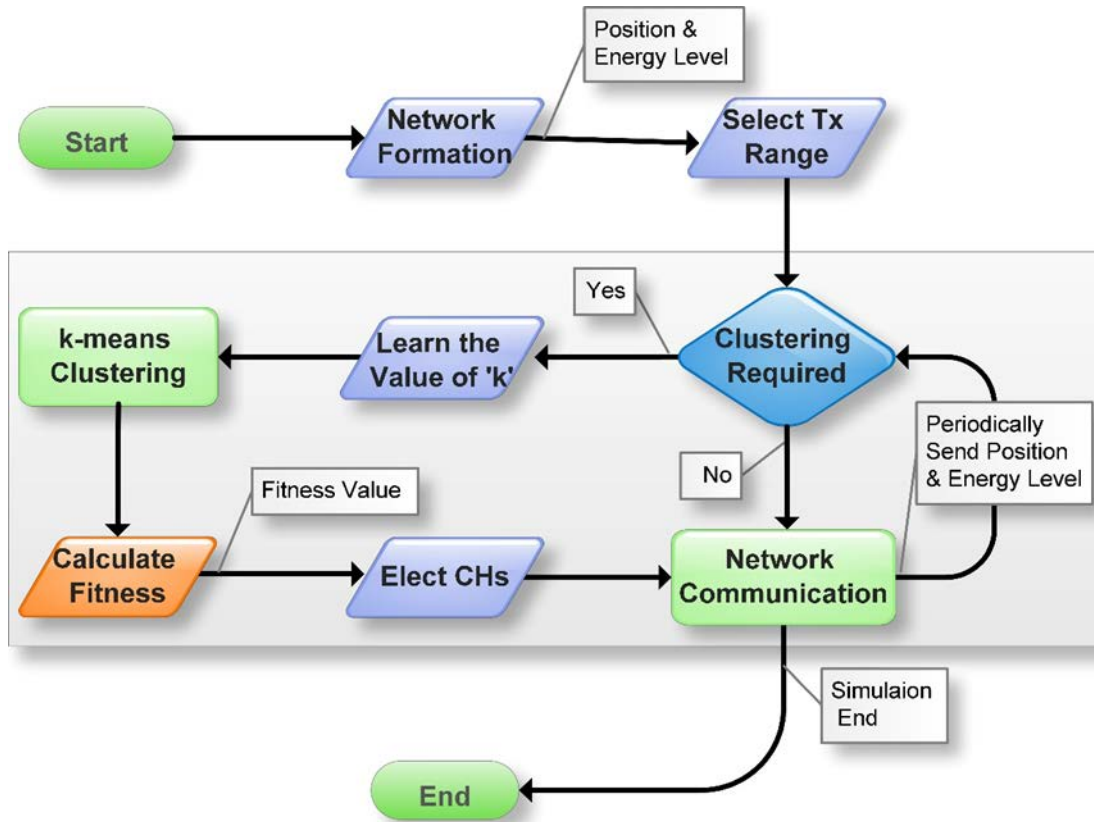 Position &
Energy Level
Start
Network
Formation
Select Tx
Range
Yes
Clustering
Required
Learn the
Value of 'k'
k-means
Clustering
No
Periodically
Send Position
& Energy Level
Fitness Value
Calculate
Fitness
Elect CHs
Network
Communication
Simulaion
End
End